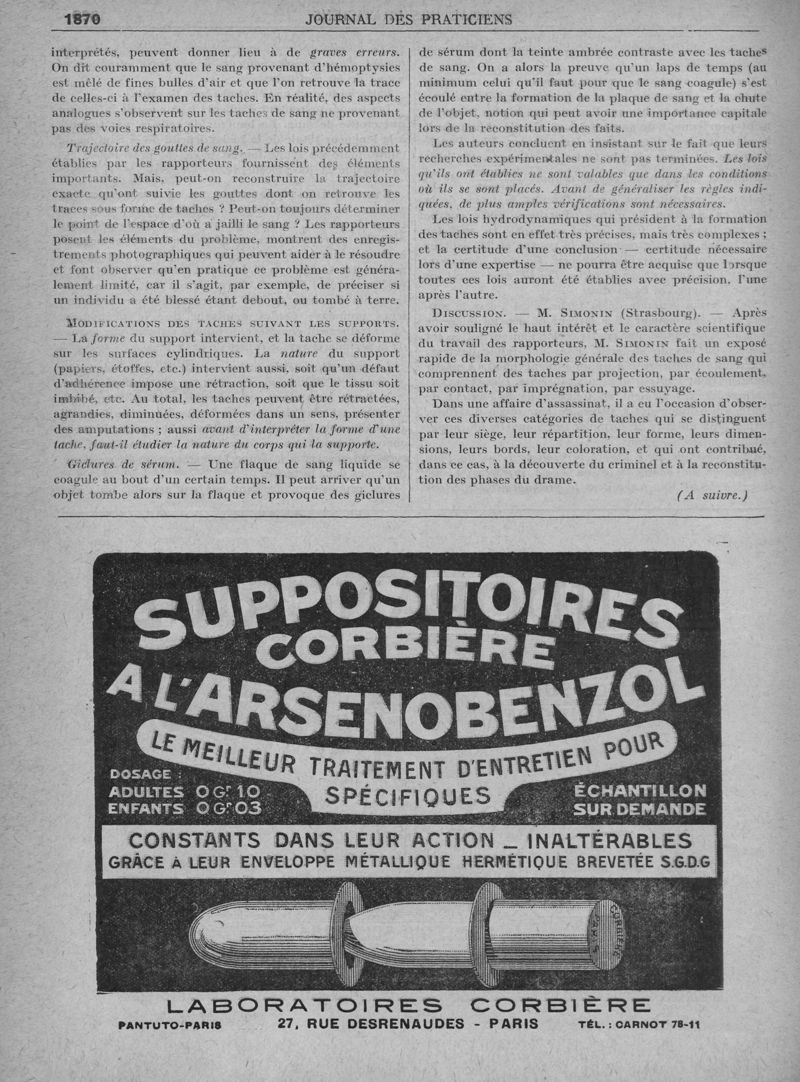 1870
JOURNAL DES PRATICIENS
interprétés, peuvent donner lieu à de graves erreurs.
On dit couramment que le sang provenant d'hémoptysies
est mêlé de fines bulles d'air et que l'on retrouve la trace
de celles-ci à l'examen des taches. En réalité, des aspects
analogues s'observent sur les taches de sang ne provenant
pas des voies respiratoires.
Trajectoire des gouttes de sang. — Les lois précédemment
établies par les rapporteurs fournissent des éléments
importants. Mais, peut-on reconstruire la trajectoire
exacte qu'ont suivie les gouttes dont on retrouve les
traces sous forme de taches ? Peut-on toujours déterminer
le point de l'espace d'où a jailli le sang ? Les rapporteurs
posent les éléments du problème, montrent des enregis-
trements photographiques qui peuvent aider à le résoudre
et font observer qu'en pratique ce problème est généra-
lement limité, car il s'agit, par exemple, de préciser si
un individu a été blessé étant debout, ou tombé à terre.
MODIFICATIONS DES TACHES SUIVANT LES SUPPORTS.
— La forme du support intervient, et la tache se déforme
sur les surfaces cylindriques. La nature du support
(papiers, étoffes, etc.) intervient aussi, soit qu'un défaut
d'adhérence impose une rétraction, soit que le tissu soit
imbibé, etc. Au total, les taches peuvent être rétractées,
agrandies, diminuées, déformées dans un sens, présenter
des amputations ; aussi avant d'interpréter la forme d'une
tache, faut-il étudier la nature du corps qui la supporte.
Giclures de sérum. — Une flaque de sang liquide se
coagule au bout d'un certain temps. Il peut arriver qu'un
objet tombe alors sur la flaque et provoque des giclures
de sérum dont la teinte ambrée contraste avec les taches
de sang. On a alors la preuve qu'un laps de temps (au
minimum celui qu'il faut pour que le sang coagule) s'est
écoulé entre la formation de la plaque de sang et la chute
de l'objet, notion qui peut avoir une importance capitale
lors de la reconstitution des faits.
Les auteurs concluent en insistant sur le fait que leurs
recherches expérimentales ne sont pas terminées. Les lois
qu'ils ont établies ne sont valables que dans les conditions
où ils se sont placés. Avant de généraliser les règles indi-
quées, de plus amples vérifications sont nécessaires.
Les lois hydrodynamiques qui président à la formation
des taches sont en effet très précises, mais très complexes ;
et la certitude d'une conclusion — certitude nécessaire
lors d'une expertise — ne pourra être acquise que lorsque
toutes ces lois auront été établies avec précision, l'une
après l'autre.
DISCUSSION. — M. SIMONIN (Strasbourg). — Après
avoir souligné le haut intérêt et le caractère scientifique
du travail des rapporteurs, M. SIMONIN fait un exposé
rapide de la morphologie générale des taches de sang qui
comprennent des taches par projection, par écoulement,
par contact, par imprégnation, par essuyage.
Dans une affaire d'assassinat, il a eu l'occasion d'obser-
ver ces diverses catégories de taches qui se distinguent
par leur siège, leur répartition, leur forme, leurs dimen-
sions, leurs bords, leur coloration, et qui ont contribué,
dans ce cas, à la découverte du criminel et à la reconstitu-
tion des phases du drame.
(A suivre.)
SUPPOSITOIRES
CORBIÈRE
A L'ARSENOBENZOL
LE MEILLEUR TRAITEMENT D'ENTRETIEN POUR
SPÉCIFIQUES
DOSAGE :
ADULTES 0 Gr 10
ENFANTS 0 Gr 03
ÉCHANTILLON
SUR DEMANDE
CONSTANTS DANS LEUR ACTION _ INALTÉRABLES
GRÂCE A LEUR ENVELOPPE MÉTALLIQUE HERMÉTIQUE BREVETÉE S.G.D.G
CORBIÈRE
PARIS
LABORATOIRES CORBIÈRE
PANTUTO-PARIS
27, RUE DESRENAUDES - PARIS
TÉL. : CARNOT 78-11